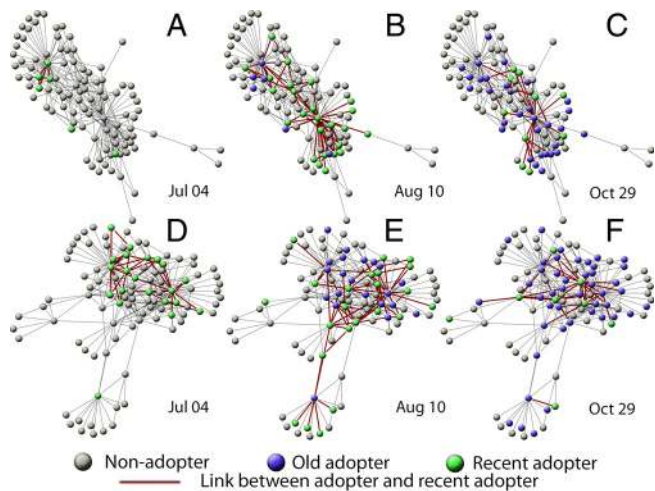 A B C
Jul 04 Aug 10 Oct 29
D E F
Jul 04 Aug 10 Oct 29
Non-adopter Old adopter Recent adopter
Link between adopter and recent adopter